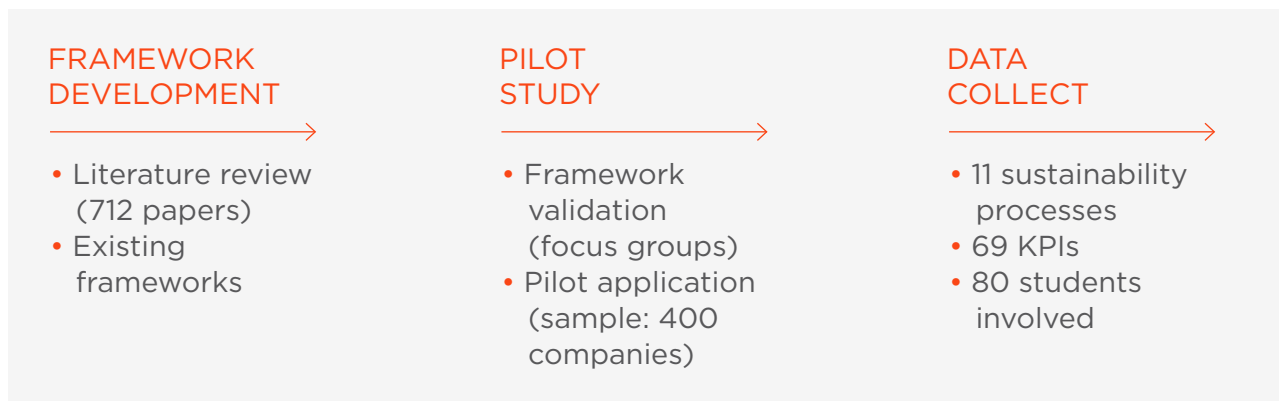 FRAMEWORK
DEVELOPMENT
• Literature review
(712 papers)
• Existing
frameworks
PILOT
STUDY
• Framework
validation
(focus groups)
• Pilot application
(sample: 400
companies)
DATA
COLLECT
• 11 sustainability
processes
• 69 KPIs
• 80 students
involved